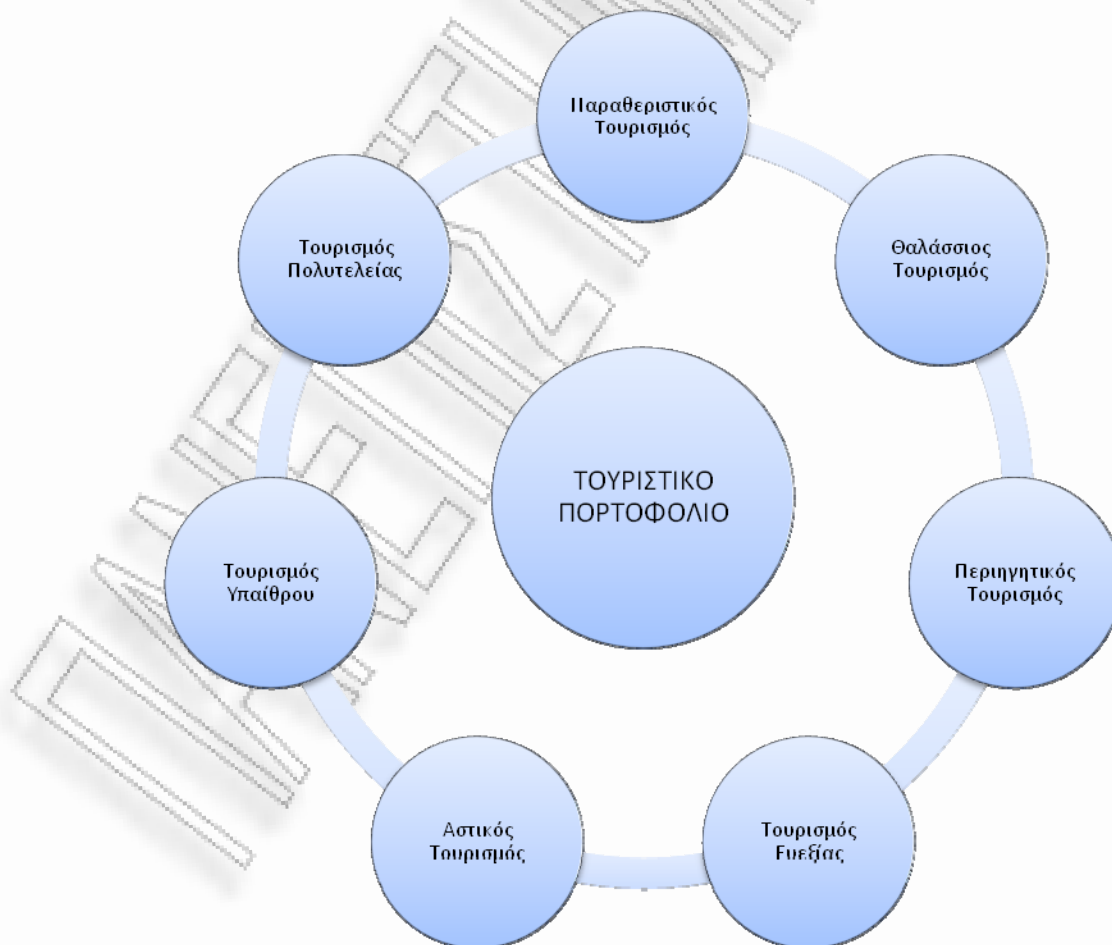 Παραθεριστικός
Τουρισμός
Θαλάσσιος
Τουρισμός
Περιηγητικός
Τουρισμός
Τουρισμός
Ευεξίας
Αστικός
Τουρισμός
Τουρισμός
Υπαίθρου
Τουρισμός
Πολυτελείας
ΤΟΥΡΙΣΤΙΚΟ
ΠΟΡΤΟΦΟΛΙΟ